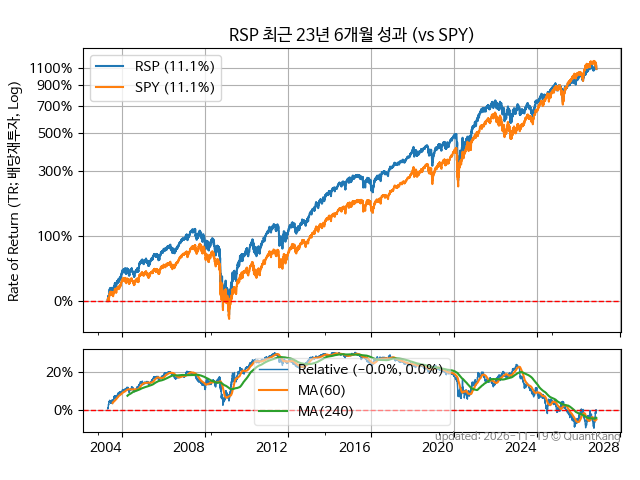 RSP 최근 23년 6개월 성과 (vs SPY)
Rate of Return (TR: 배당재투자, Log)
1100%
900%
700%
500%
300%
100%
0%
RSP (11.1%)
SPY (11.1%)
20%
0%
Relative (−0.0%, 0.0%)
MA(60)
MA(240)
updated: 2026-11-19 © QuantKang
2004
2008
2012
2016
2020
2024
2028